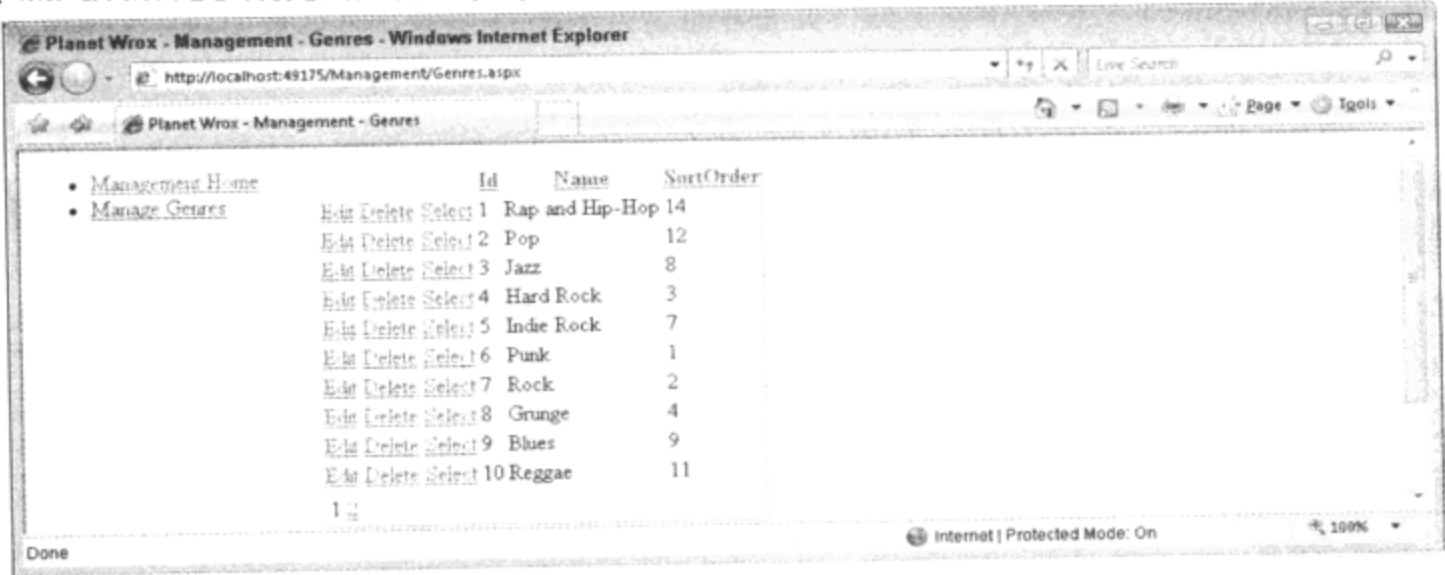 Planet Wrox - Management - Genres - Windows Internet Explorer
http://localhost:49175/Management/Genres.aspx
Live Search
Planet Wrox - Management - Genres
Page Tools
Management Home
Manage Genres
Id Name SortOrder
Edit Delete Select 1 Rap and Hip-Hop 14
Edit Delete Select 2 Pop 12
Edit Delete Select 3 Jazz 8
Edit Delete Select 4 Hard Rock 3
Edit Delete Select 5 Indie Rock 7
Edit Delete Select 6 Punk 1
Edit Delete Select 7 Rock 2
Edit Delete Select 8 Grunge 4
Edit Delete Select 9 Blues 9
Edit Delete Select 10 Reggae 11
1 2
Done
Internet | Protected Mode: On
100%